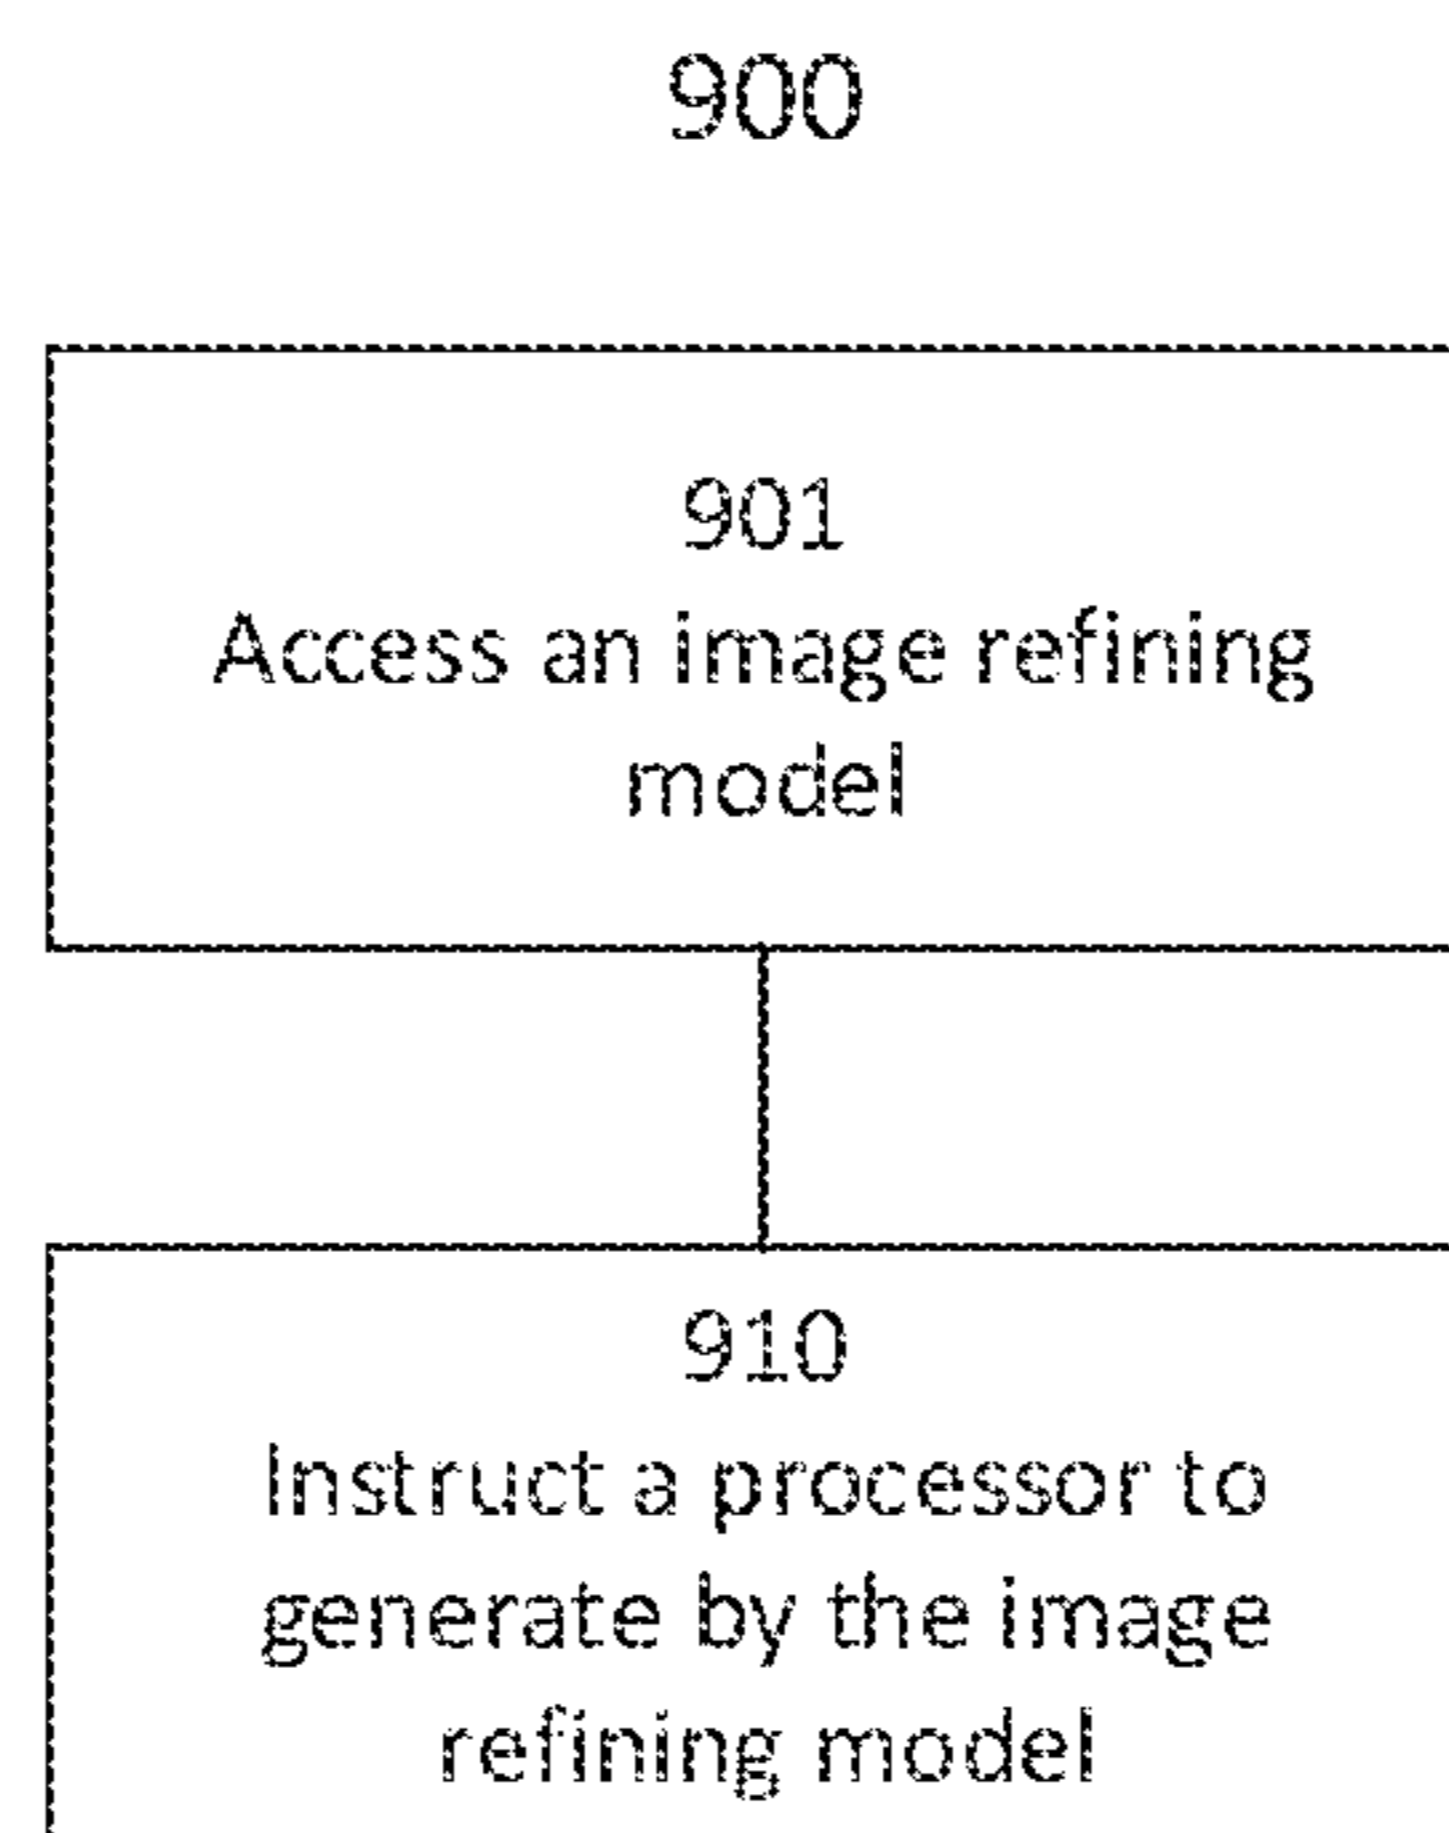 900
901
Access an image refining
model
910
Instruct a processor to
generate by the image
refining model